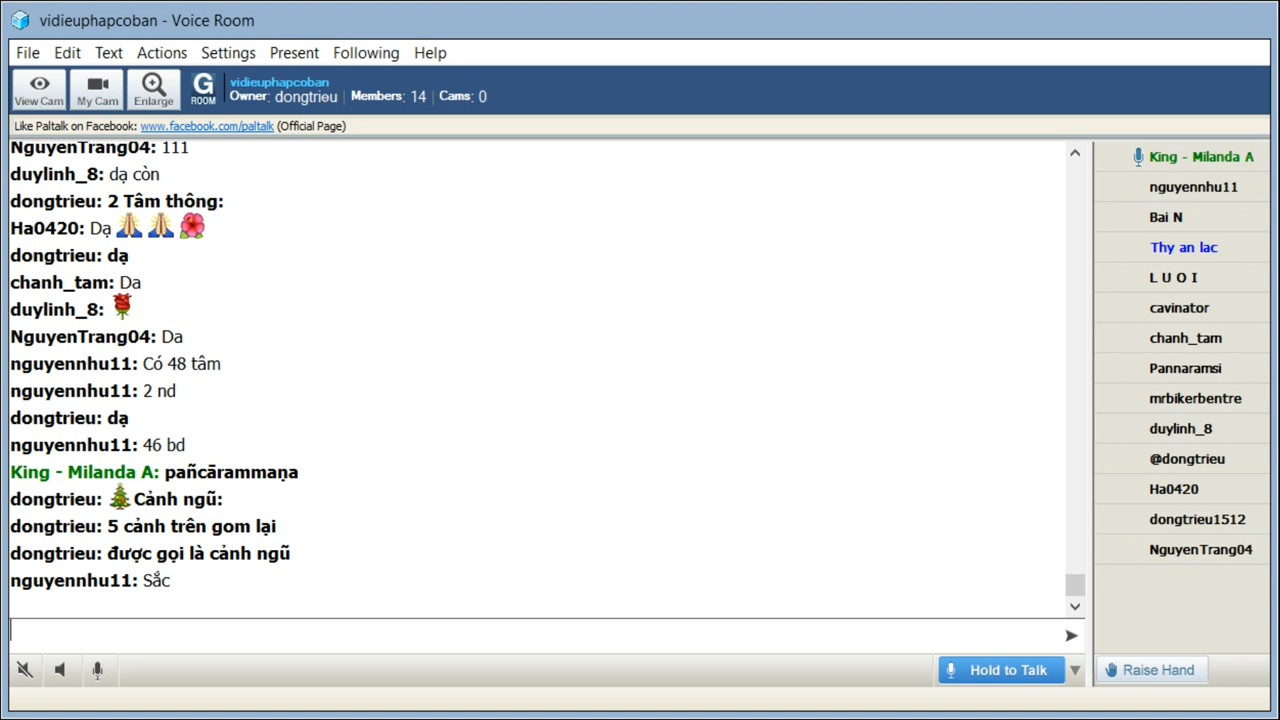 vidieuphapcoban - Voice Room
File Edit Text Actions Settings Present Following Help
View Cam My Cam Enlarge G ROOM vidieuphapcoban
Owner: dongtrieu | Members: 14 | Cams: 0
Like Paltalk on Facebook: www.facebook.com/paltalk (Official Page)
NguyenTrang04: 111
duylinh_8: dạ còn
dongtrieu: 2 Tâm thông:
Ha0420: Dạ
dongtrieu: dạ
chanh_tam: Da
duylinh_8:
NguyenTrang04: Da
nguyennhu11: Có 48 tâm
nguyennhu11: 2 nd
dongtrieu: dạ
nguyennhu11: 46 bd
King - Milanda A: pañcārammaṇa
dongtrieu: Cảnh ngũ:
dongtrieu: 5 cảnh trên gom lại
dongtrieu: được gọi là cảnh ngũ
nguyennhu11: Sắc
King - Milanda A
nguyennhu11
Bai N
Thy an lac
L U O I
cavinator
chanh_tam
Pannaramsi
mrbikerbentre
duylinh_8
@dongtrieu
Ha0420
dongtrieu1512
NguyenTrang04
Hold to Talk
Raise Hand